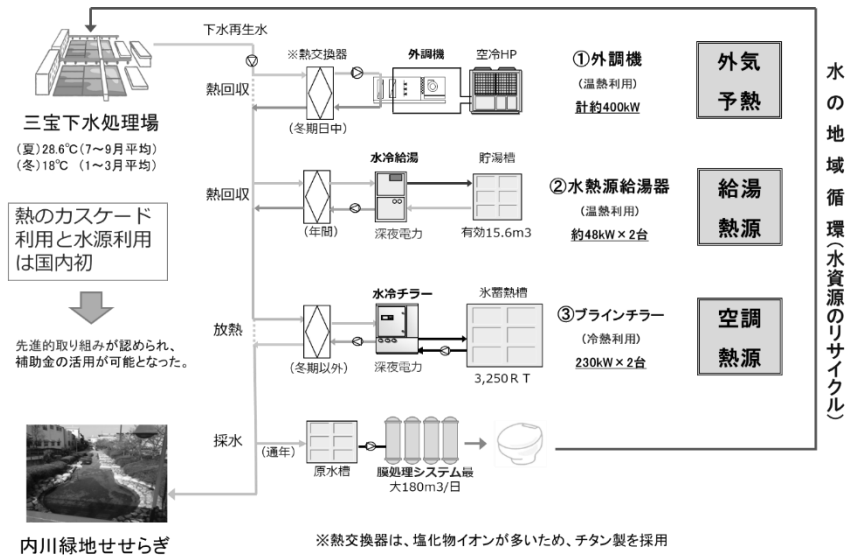 下水再生水
※熱交換器
外調機
空冷HP
熱回収
(冬期日中)
①外調機
(温熱利用)
計約400kW
外気
予熱
三宝下水処理場
(夏)28.6℃(7～9月平均)
(冬)18℃ (1～3月平均)
熱回収
水冷給湯
貯湯槽
(年間)
深夜電力
有効15.6m3
②水熱源給湯器
(温熱利用)
約48kW×2台
給湯
熱源
熱のカスケード
利用と水源利用
は国内初
先進的取り組みが認められ、
補助金の活用が可能となった。
放熱
水冷チラー
氷蓄熱槽
(冬期以外)
深夜電力
3,250RT
③ブラインチラー
(冷熱利用)
230kW×2台
空調
熱源
採水
(通年)
原水槽
膜処理システム最
大180m3/日
内川緑地せせらぎ
※熱交換器は、塩化物イオンが多いため、チタン製を採用
水の地域循環(水資源のリサイクル)